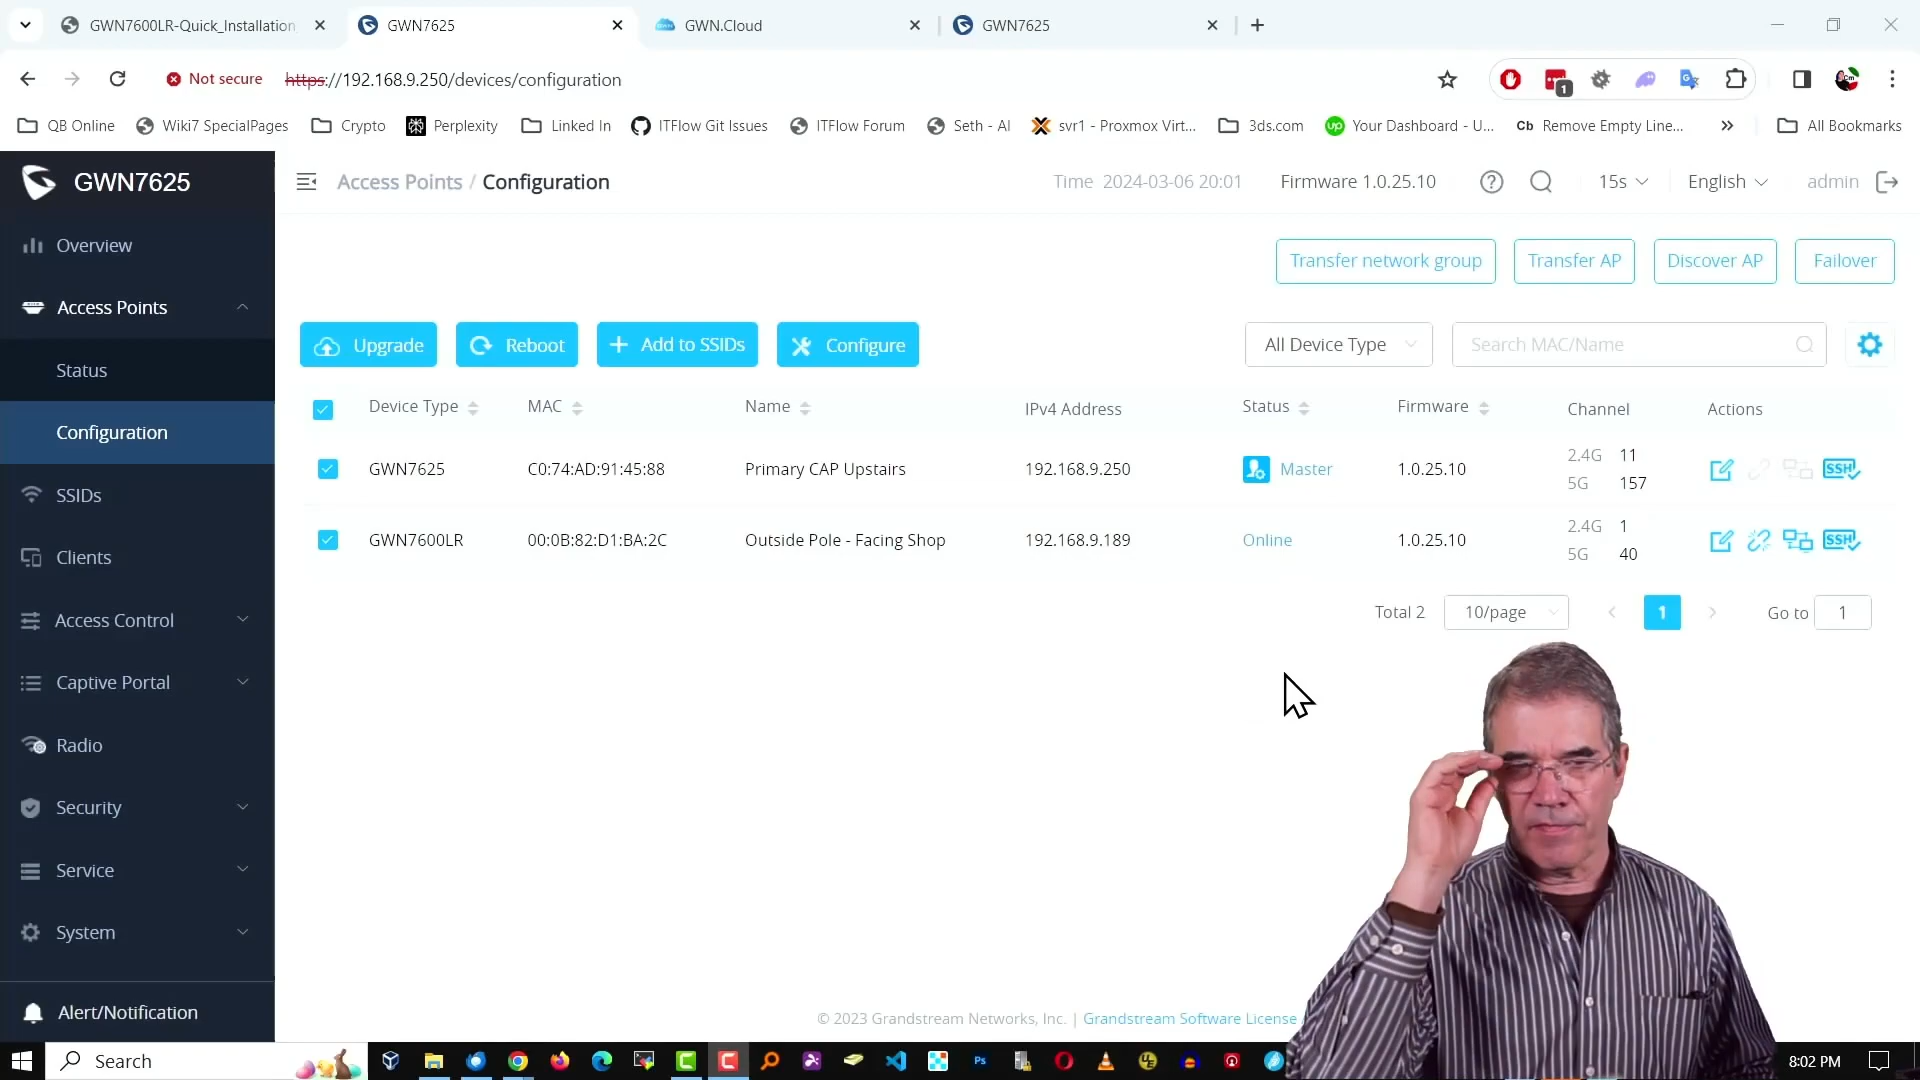 GWN7600LR-Quick_Installation
GWN7625
GWN.Cloud
GWN7625
Not secure
https://192.168.9.250/devices/configuration
1
QB Online
Wiki7 SpecialPages
Crypto
Perplexity
Linked In
ITFlow Git Issues
ITFlow Forum
Seth - AI
svr1 - Proxmox Virt...
3ds.com
up
Your Dashboard - U...
Cb
Remove Empty Line...
All Bookmarks
GWN7625
Access Points / Configuration
Time 2024-03-06 20:01
Firmware 1.0.25.10
15s
English
admin
Overview
Access Points
Status
Configuration
SSIDs
Clients
Access Control
Captive Portal
Radio
Security
Service
System
Alert/Notification
Transfer network group
Transfer AP
Discover AP
Failover
Upgrade
Reboot
Add to SSIDs
Configure
All Device Type
Search MAC/Name
Device Type MAC Name IPv4 Address Status Firmware Channel Actions
GWN7625 C0:74:AD:91:45:88 Primary CAP Upstairs 192.168.9.250 Master 1.0.25.10 2.4G 11
5G 157
SSH
GWN7600LR 00:0B:82:D1:BA:2C Outside Pole - Facing Shop 192.168.9.189 Online 1.0.25.10 2.4G 1
5G 40
SSH
Total 2 10/page 1 Go to 1
© 2023 Grandstream Networks, Inc. | Grandstream Software License
Search
Ps
8:02 PM